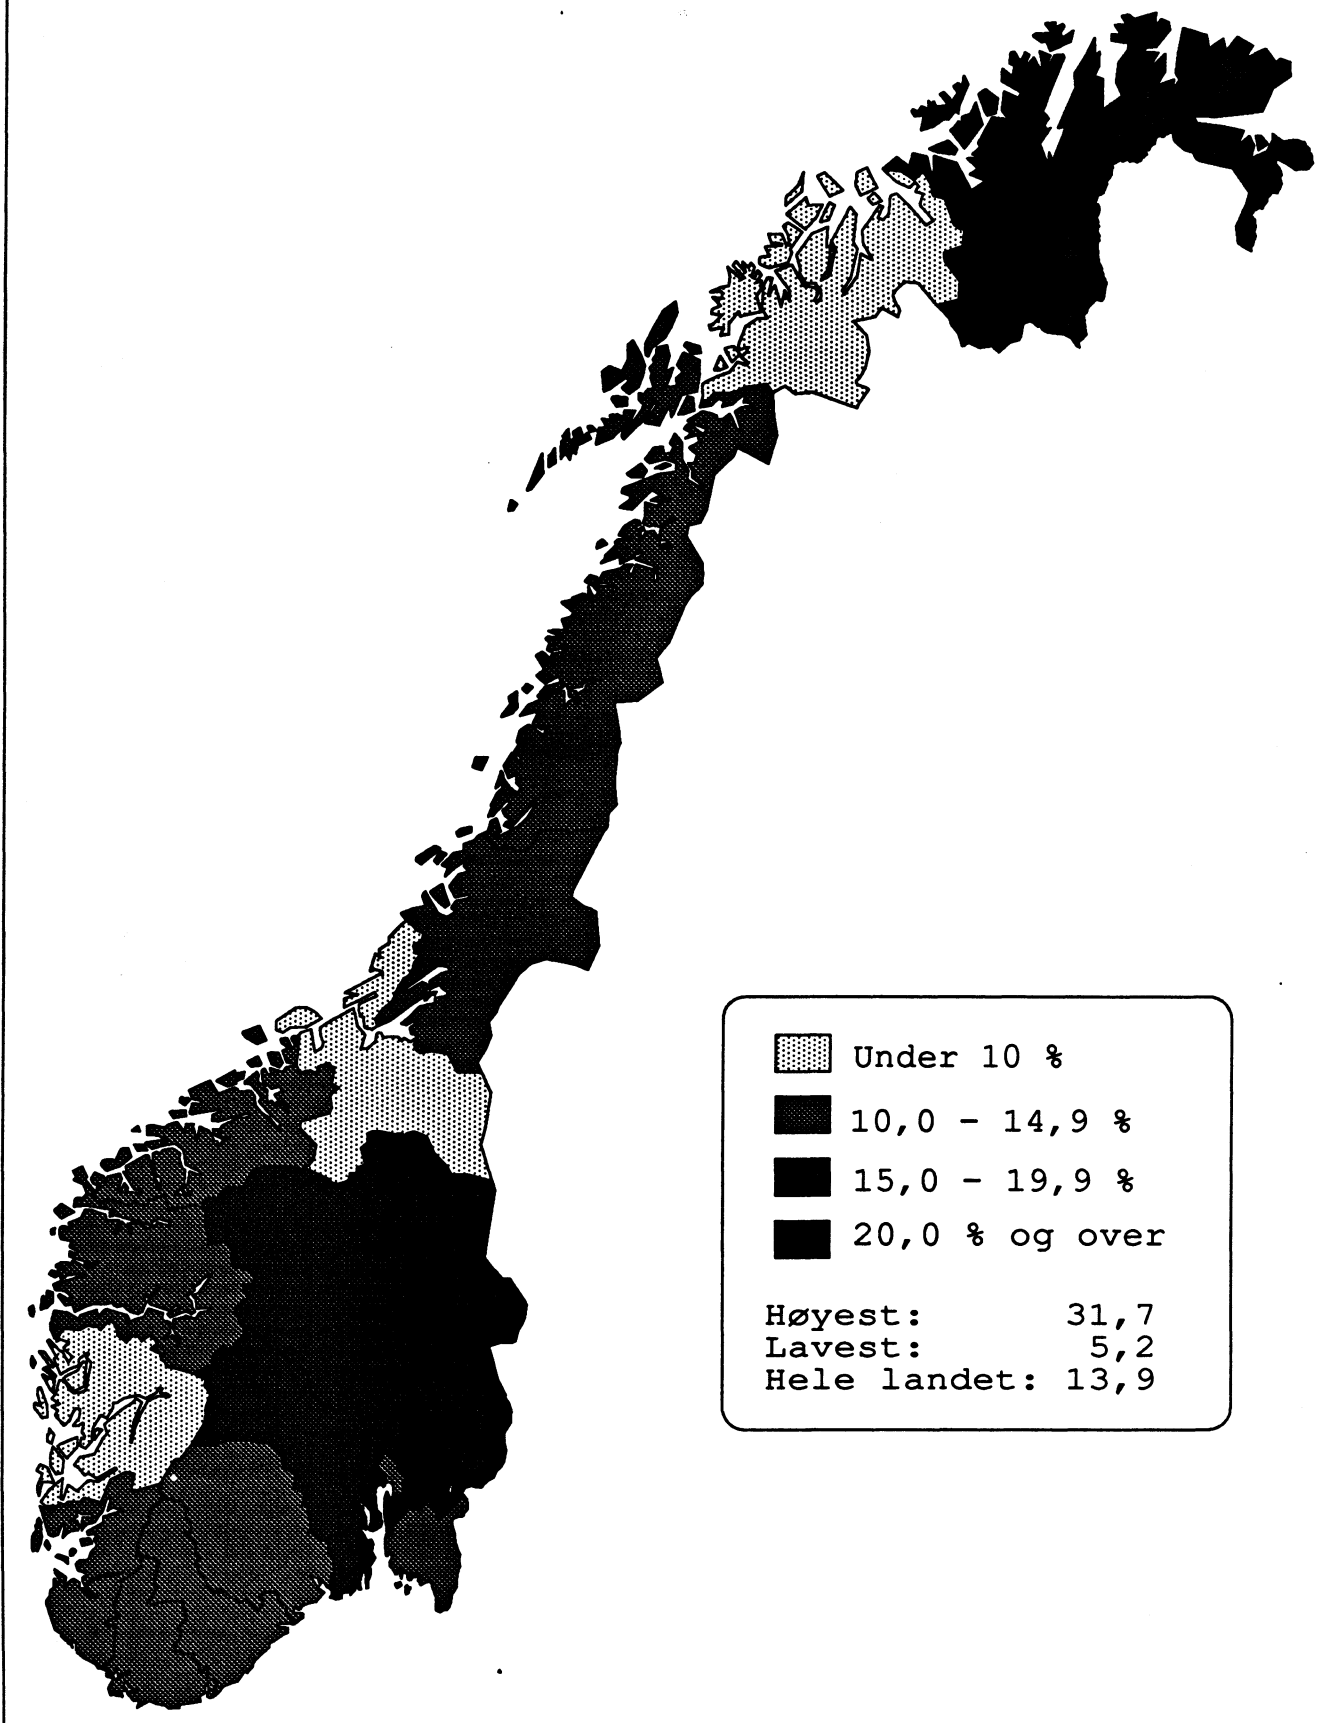 Under 10 %
10,0 - 14,9 %
15,0 - 19,9 %
20,0 % og over
Høyest: 31,7
Lavest: 5,2
Hele landet: 13,9